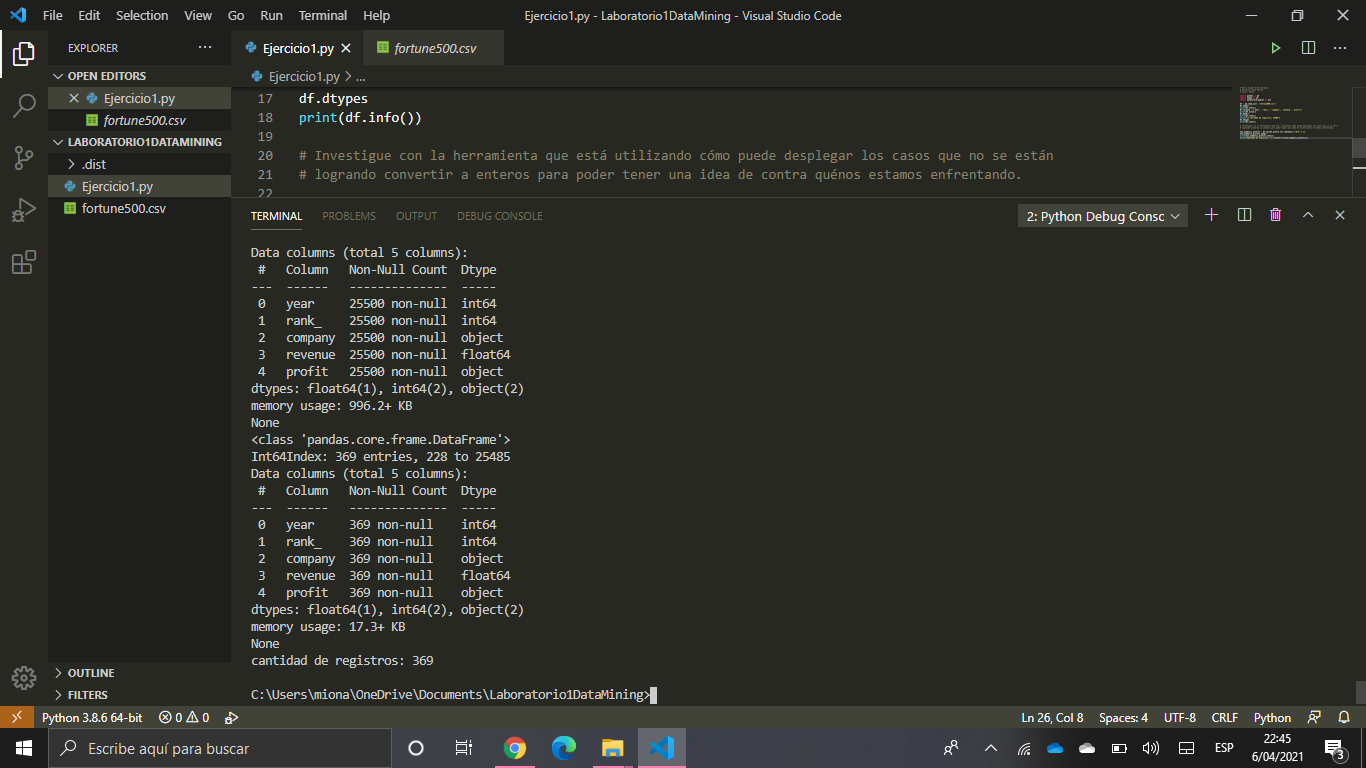 File Edit Selection View Go Run Terminal Help Ejercicio1.py - Laboratorio1DataMining - Visual Studio Code
EXPLORER
OPEN EDITORS
Ejercicio1.py
fortune500.csv
LABORATORIO1DATAMINING
.dist
Ejercicio1.py
fortune500.csv
OUTLINE
FILTERS
Ejercicio1.py fortune500.csv
Ejercicio1.py > ...
17 df.dtypes
18 print(df.info())
19
20 # Investigue con la herramienta que está utilizando cómo puede desplegar los casos que no se están
21 # logrando convertir a enteros para poder tener una idea de contra quénos estamos enfrentando.
22
TERMINAL PROBLEMS OUTPUT DEBUG CONSOLE 2: Python Debug Consc
Data columns (total 5 columns):
# Column Non-Null Count Dtype
--- ------ -------------- -----
0 year 25500 non-null int64
1 rank_ 25500 non-null int64
2 company 25500 non-null object
3 revenue 25500 non-null float64
4 profit 25500 non-null object
dtypes: float64(1), int64(2), object(2)
memory usage: 996.2+ KB
None
<class 'pandas.core.frame.DataFrame'>
Int64Index: 369 entries, 228 to 25485
Data columns (total 5 columns):
# Column Non-Null Count Dtype
--- ------ -------------- -----
0 year 369 non-null int64
1 rank_ 369 non-null int64
2 company 369 non-null object
3 revenue 369 non-null float64
4 profit 369 non-null object
dtypes: float64(1), int64(2), object(2)
memory usage: 17.3+ KB
None
cantidad de registros: 369
C:\Users\miona\OneDrive\Documents\Laboratorio1DataMining>
Python 3.8.6 64-bit 0 0 Ln 26, Col 8 Spaces: 4 UTF-8 CRLF Python
Escribe aquí para buscar ESP 22:45
6/04/2021 3